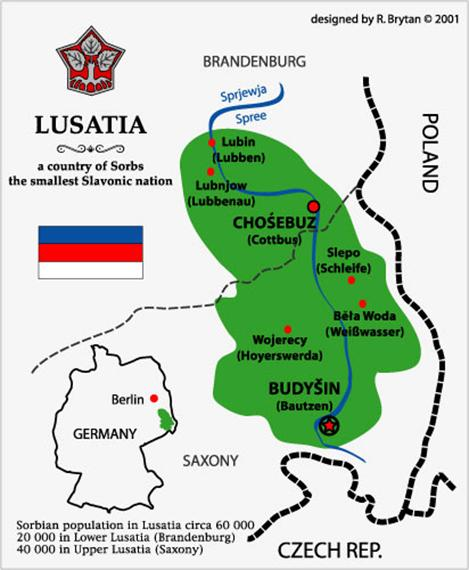 designed by R. Brytan © 2001
BRANDENBURG
Sprjewja
Spree
LUSATIA
a country of Sorbs
the smallest Slavonic nation
POLAND
Lubin
(Lubben)
Lubnjow
(Lubbenau)
CHOŚEBUZ
(Cottbus)
Slepo
(Schleife)
Běła Woda
(Weißwasser)
Wojerecy
(Hoyerswerda)
BUDYŠIN
(Bautzen)
Berlin
GERMANY
SAXONY
Sorbian population in Lusatia circa 60 000
20 000 in Lower Lusatia (Brandenburg)
40 000 in Upper Lusatia (Saxony)
CZECH REP.